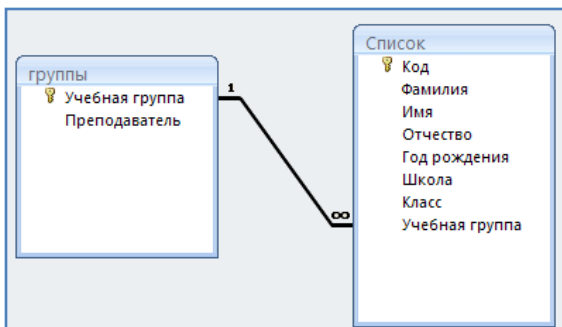 группы
Учебная группа
Преподаватель
1
∞
Список
Код
Фамилия
Имя
Отчество
Год рождения
Школа
Класс
Учебная группа